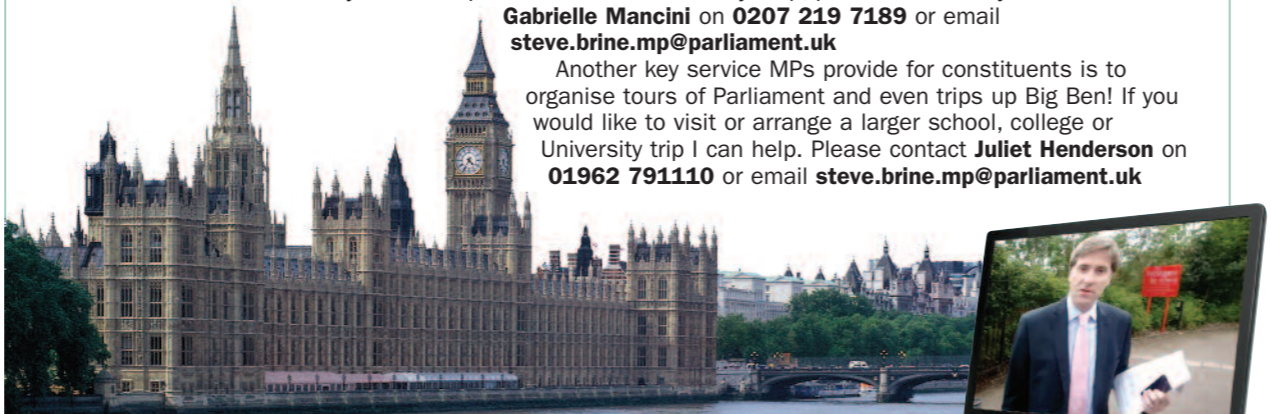 Gabrielle Mancini on 0207 219 7189 or email
steve.brine.mp@parliament.uk
Another key service MPs provide for constituents is to
organise tours of Parliament and even trips up Big Ben! If you
would like to visit or arrange a larger school, college or
University trip I can help. Please contact Juliet Henderson on
01962 791110 or email steve.brine.mp@parliament.uk